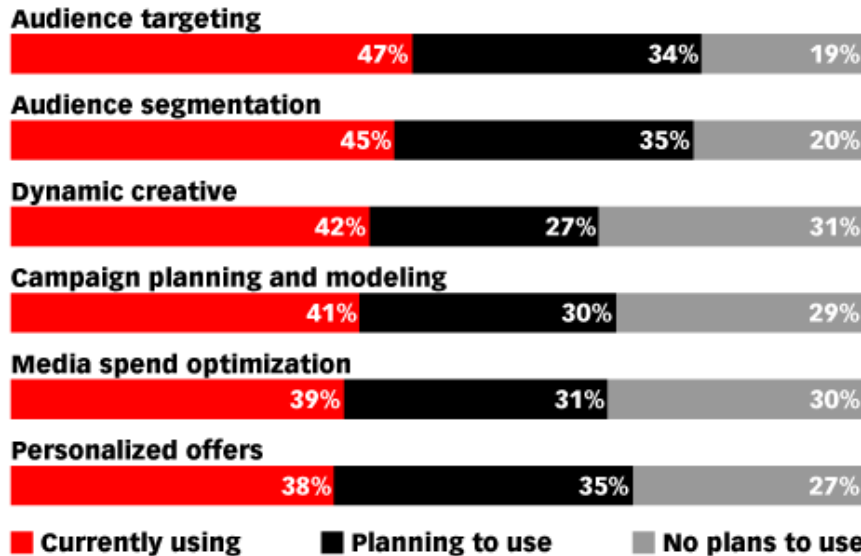 Audience targeting
47% 34% 19%
Audience segmentation
45% 35% 20%
Dynamic creative
42% 27% 31%
Campaign planning and modeling
41% 30% 29%
Media spend optimization
39% 31% 30%
Personalized offers
38% 35% 27%
Currently using Planning to use No plans to use